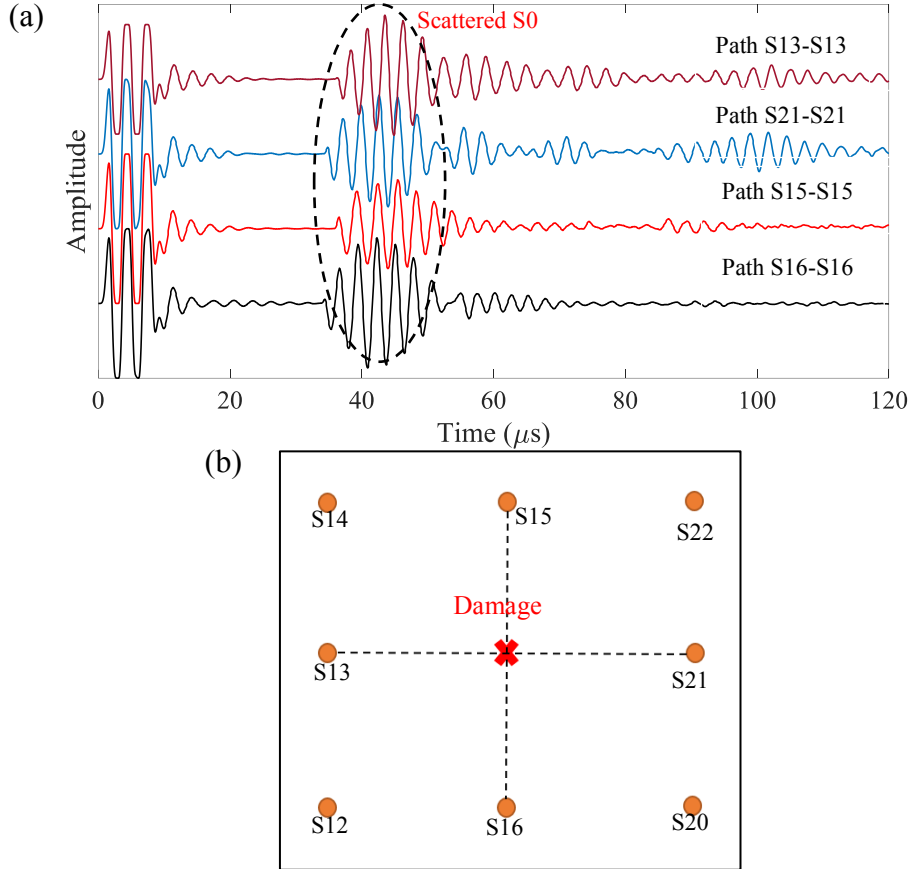 (a)
Scattered S0
Path S13-S13
Path S21-S21
Path S15-S15
Path S16-S16
Amplitude
0 20 40 60 80 100 120
Time (μs)
(b)
S14 S15 S22
Damage
S13 S21
S12 S16 S20